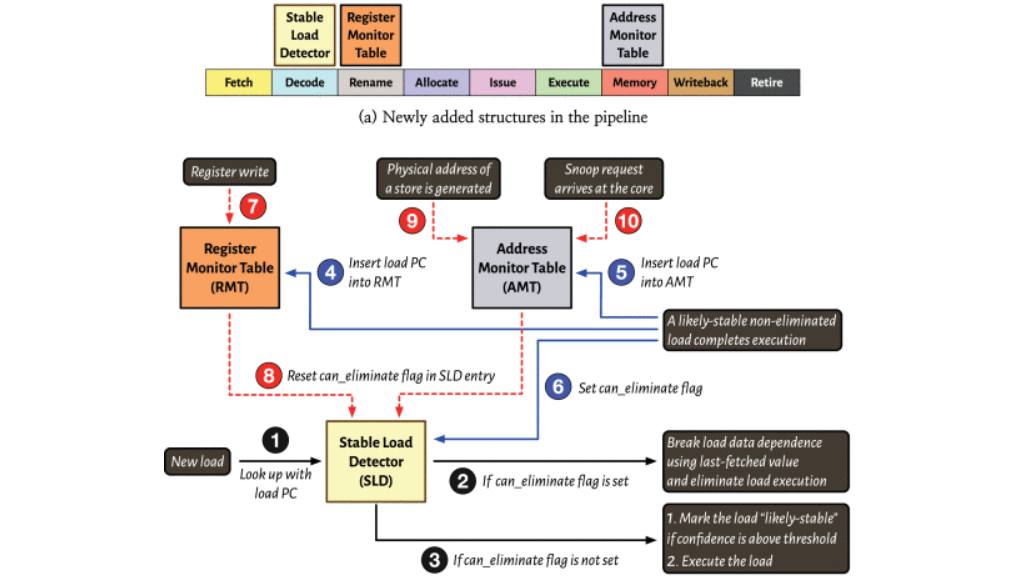 Stable
Load
Detector
Register
Monitor
Table
Address
Monitor
Table
Fetch
Decode
Rename
Allocate
Issue
Execute
Memory
Writeback
Retire
(a) Newly added structures in the pipeline
Register write
Physical address of
a store is generated
Snoop request
arrives at the core
7
9
10
Register
Monitor Table
(RMT)
4
Insert load PC
into RMT
Address
Monitor Table
(AMT)
5
Insert load PC
into AMT
A likely-stable non-eliminated
load completes execution
8
Reset can_eliminate flag in SLD entry
6
Set can_eliminate flag
New load
1
Look up with
load PC
Stable Load
Detector
(SLD)
2
If can_eliminate flag is set
Break load data dependence
using last-fetched value
and eliminate load execution
3
If can_eliminate flag is not set
1. Mark the load "likely-stable"
if confidence is above threshold
2. Execute the load